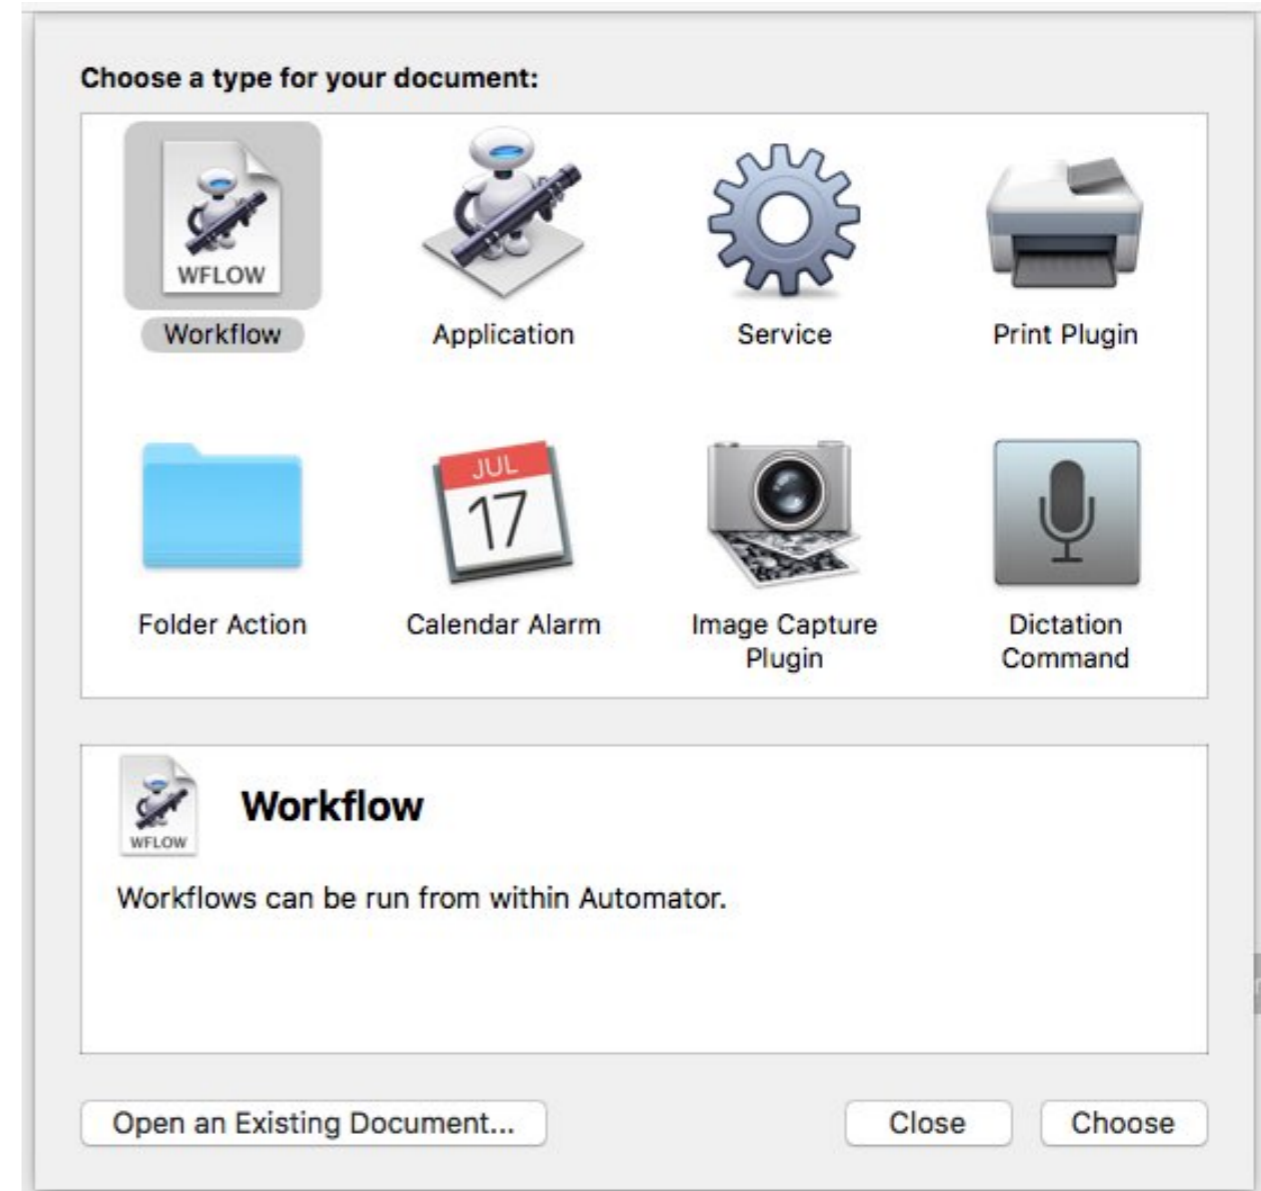 Choose a type for your document:
WFLOW
Workflow
Application
Service
Print Plugin
JUL
17
Folder Action
Calendar Alarm
Image Capture
Plugin
Dictation
Command
WFLOW
Workflow
Workflows can be run from within Automator.
Open an Existing Document...
Close
Choose